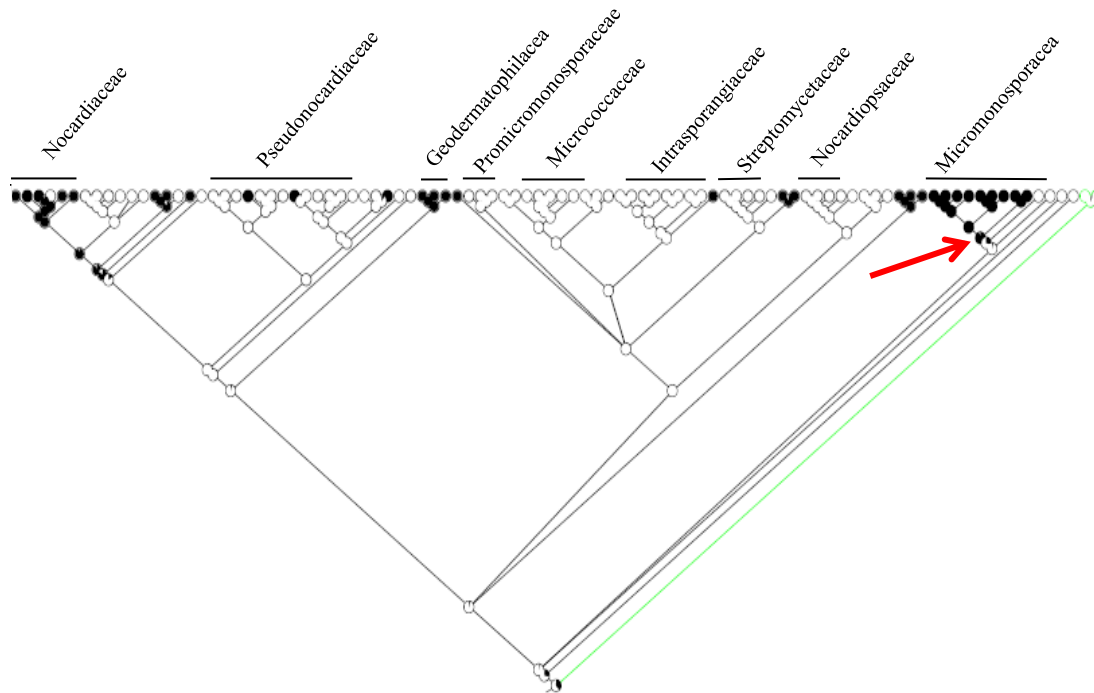 Nocardiaceae
Pseudonocardiaceae
Geodermatophilacea
Promicromonosporaceae
Micrococcaceae
Intrasporangiaceae
Streptomycetaceae
Nocardiopsaceae
Micromonosporacea